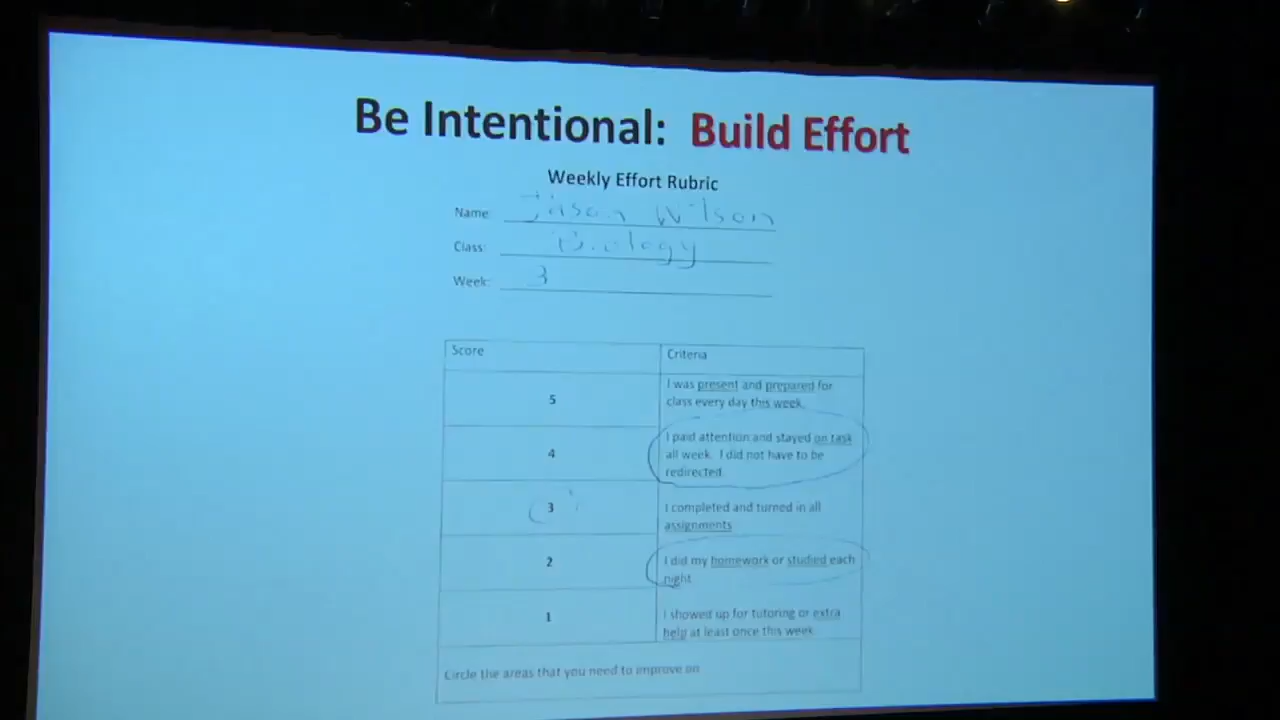 Be Intentional: Build Effort
Weekly Effort Rubric
Name: Jason Wilson
Class: Biology
Week: 3
Score Criteria
5 I was present and prepared for
class every day this week.
4 I paid attention and stayed on task
all week. I did not have to be
redirected.
3 I completed and turned in all
assignments
2 I did my homework or studied each
night.
1 I showed up for tutoring or extra
help at least once this week.
Circle the areas that you need to improve on